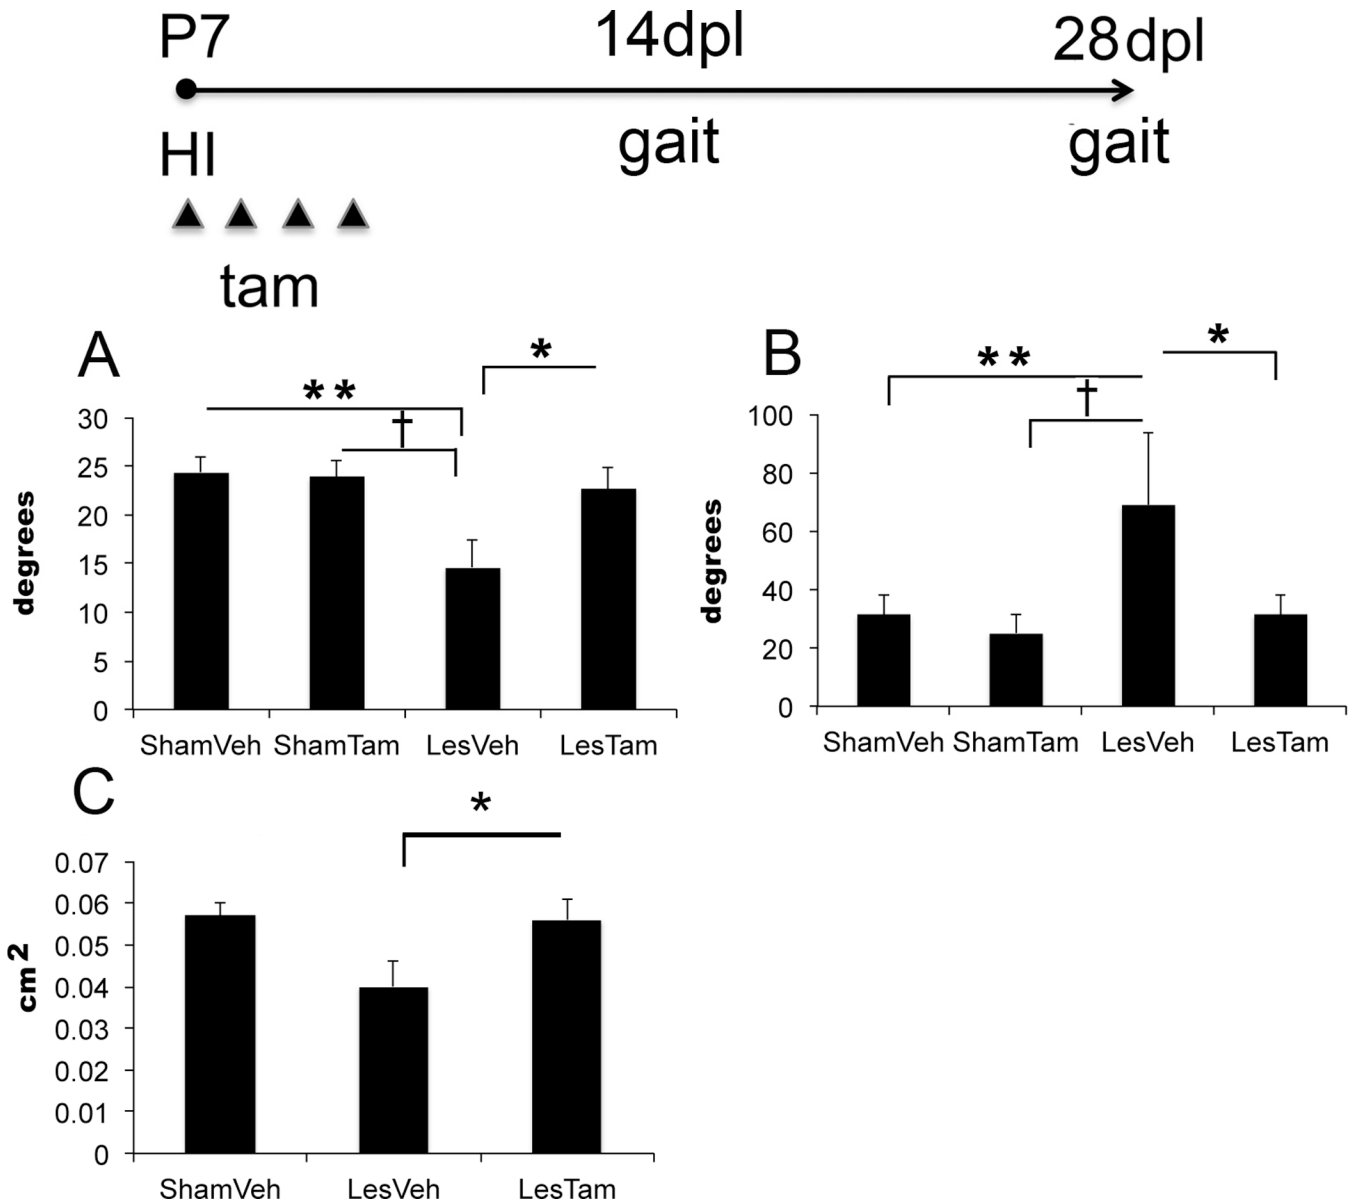 P7 14dpl 28dpl
HI gait gait
tam
A
*
**
†
degrees
30
25
20
15
10
5
0
ShamVeh ShamTam LesVeh LesTam
B
*
**
†
degrees
100
80
60
40
20
0
ShamVeh ShamTam LesVeh LesTam
C
*
cm2
0.07
0.06
0.05
0.04
0.03
0.02
0.01
0
ShamVeh LesVeh LesTam